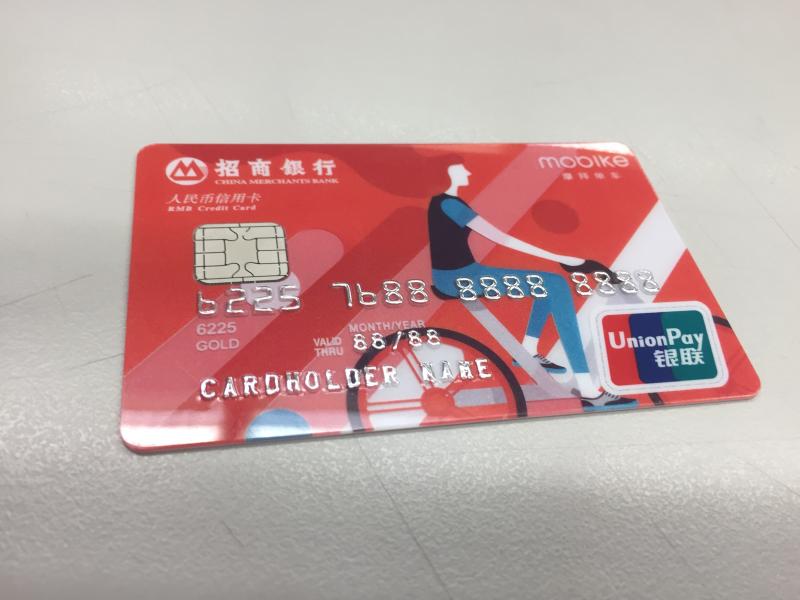 招商銀行
CHINA MERCHANTS BANK
mobike
摩拜单车
人民币信用卡
RMB Credit Card
6225 7688 8888 8888
6225
GOLD
MONTH/YEAR
VALID THRU
88/88
CARDHOLDER NAME
UnionPay
银联